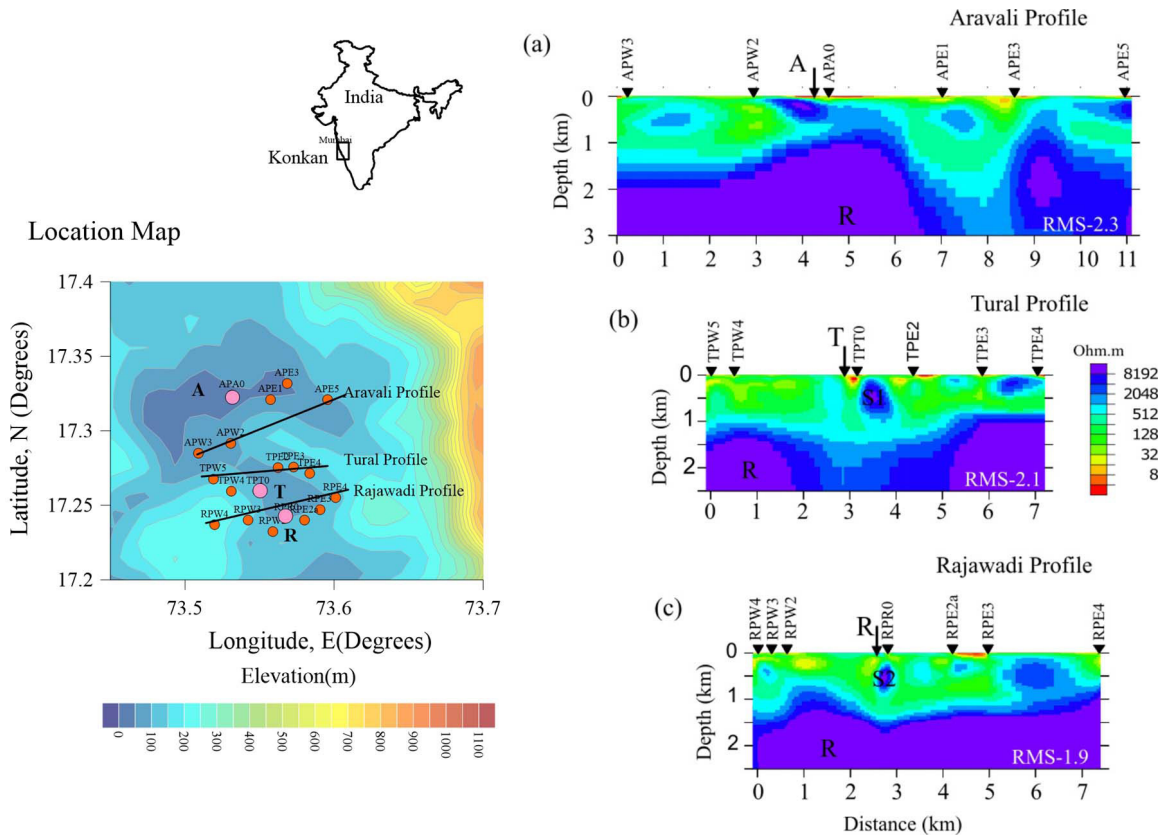 India
Mumbai
Konkan
Location Map
17.4
17.35
17.3
17.25
17.2
Latitude, N (Degrees)
A
APA0
APE1
APE3
APE5
Aravali Profile
APW3
APW2
TPW5
TPW4
TPT0
TPE2
TPE3
TPE4
Tural Profile
T
RPW4
RPW3
RPE2a
RPE3
RPE4
Rajawadi Profile
R
73.5
73.6
73.7
Longitude, E(Degrees)
Elevation(m)
0
100
200
300
400
500
600
700
800
900
1000
1100
Aravali Profile
(a)
APW3
APW2
A
APA0
APE1
APE3
APE5
Depth (km)
0
1
2
3
R
RMS-2.3
0 1 2 3 4 5 6 7 8 9 10 11
Tural Profile
(b)
TPW5
TPW4
T
TPT0
TPE2
TPE3
TPE4
Depth (km)
0
1
2
S1
R
RMS-2.1
0 1 2 3 4 5 6 7
Ohm.m
8192
2048
512
128
32
8
Rajawadi Profile
(c)
RPW4
RPW3
RPW2
R
RPR0
RPE2a
RPE3
RPE4
Depth (km)
0
1
2
S2
R
RMS-1.9
0 1 2 3 4 5 6 7
Distance (km)